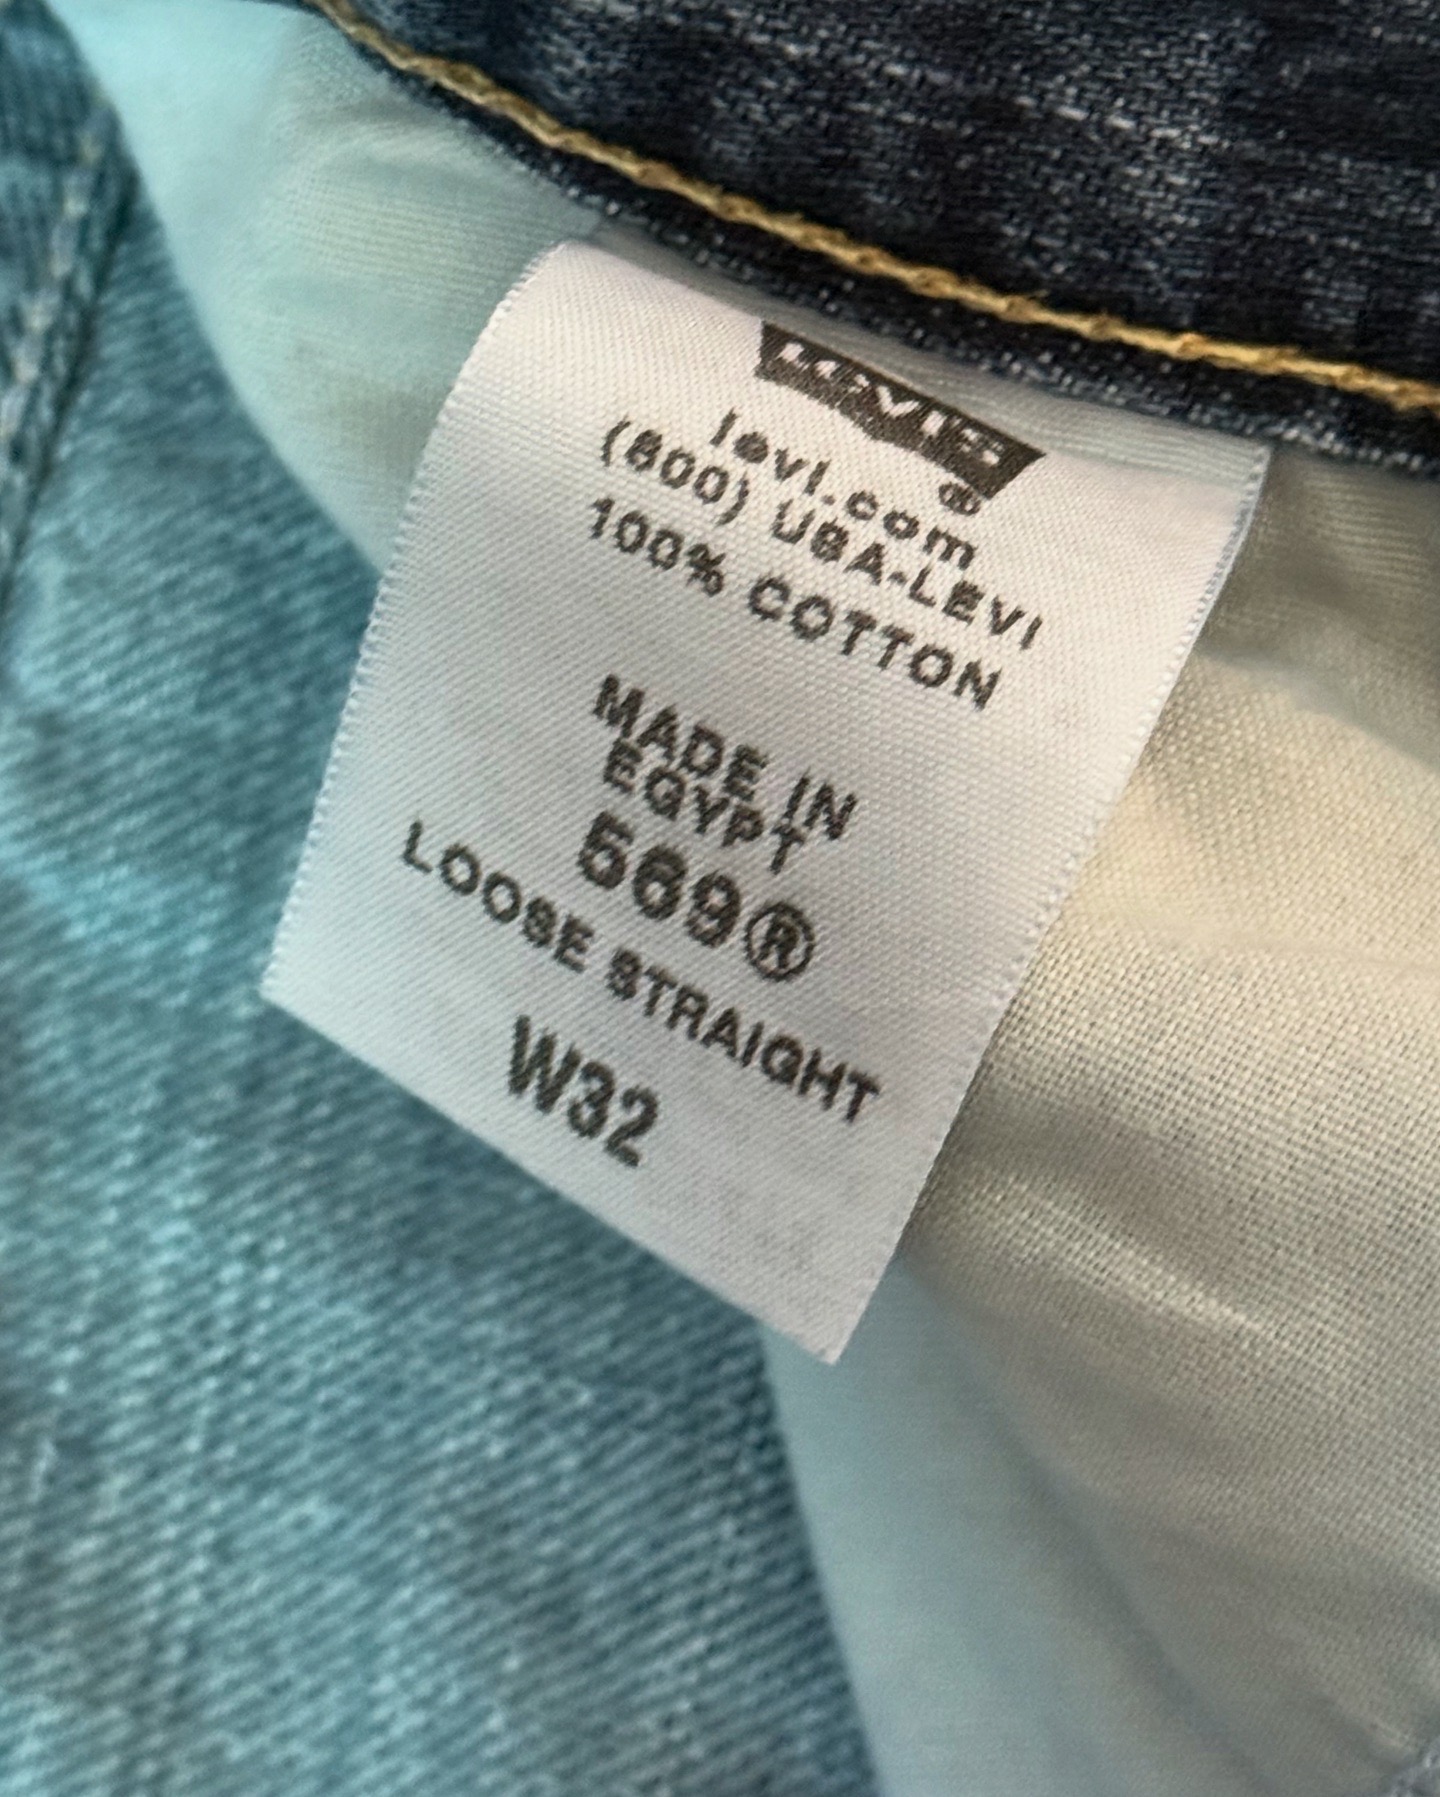 LEVI'S
®
levi.com
(800) USA-LEVI
100% COTTON
MADE IN
EGYPT
569®
LOOSE STRAIGHT
W32